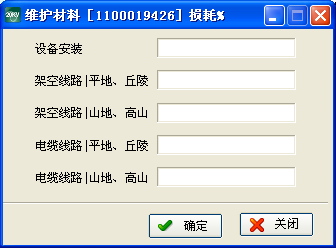 维护材料［1100019426］损耗%
设备安装
架空线路|平地、丘陵
架空线路|山地、高山
电缆线路|平地、丘陵
电缆线路|山地、高山
确定
关闭